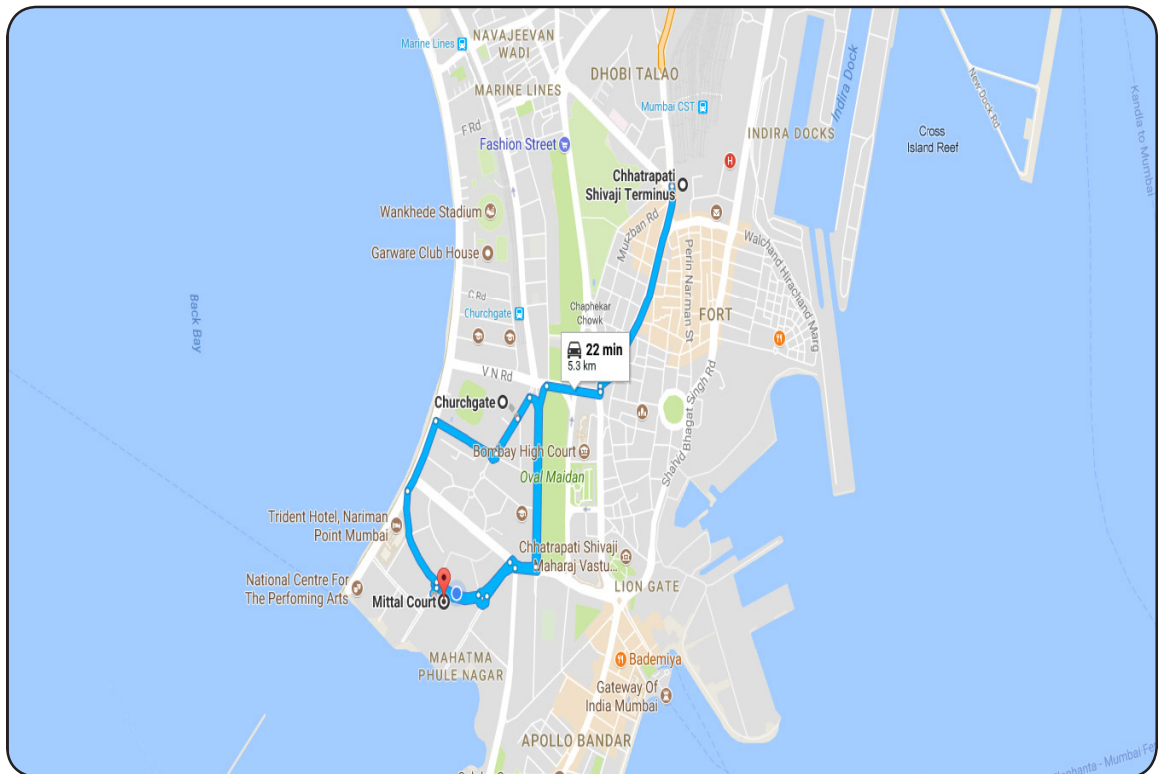 NAVAJEEVAN
WADI
Marine Lines
DHOBI TALAO
MARINE LINES
Mumbai CST
Indira Dock
New Dock Rd
Kandla to Mumbai
F Rd
Fashion Street
INDIRA DOCKS
Cross
Island Reef
H
Chhatrapati
Shivaji Terminus
Wankhede Stadium
Murzban Rd
Garware Club House
Perin Narman St
Walchand Hirachand Marg
C Rd
Churchgate
Chaphekar
Chowk
FORT
Back Bay
22 min
5.3 km
V N Rd
Churchgate
Shahid Bhagat Singh Rd
Bombay High Court
Oval Maidan
Trident Hotel, Nariman
Point Mumbai
Chhatrapati Shivaji
Maharaj Vastu...
National Centre For
The Perfoming Arts
Mittal Court
LION GATE
MAHATMA
PHULE NAGAR
Bademiya
Gateway Of
India Mumbai
APOLLO BANDAR
- Mumbai Fe